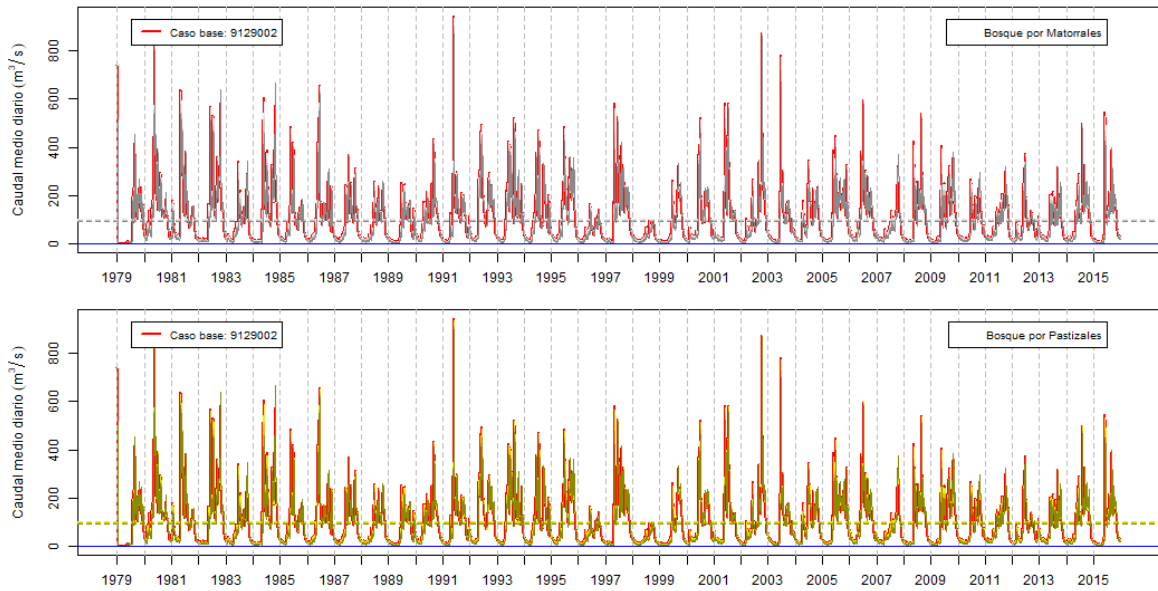 Caudal medio diario (m³/s)
800
600
400
200
0
Caso base: 9129002
Bosque por Matorrales
1979 1981 1983 1985 1987 1989 1991 1993 1995 1997 1999 2001 2003 2005 2007 2009 2011 2013 2015
Caudal medio diario (m³/s)
800
600
400
200
0
Caso base: 9129002
Bosque por Pastizales
1979 1981 1983 1985 1987 1989 1991 1993 1995 1997 1999 2001 2003 2005 2007 2009 2011 2013 2015